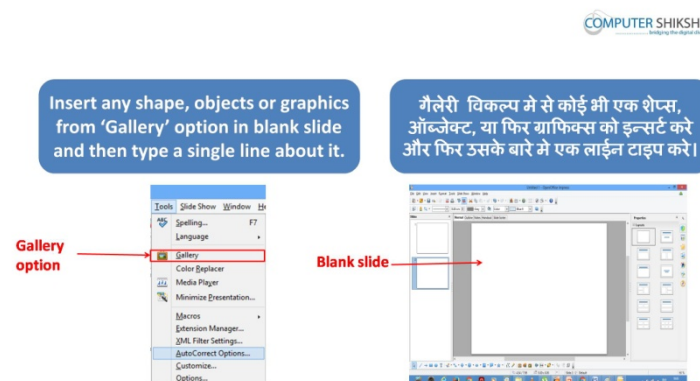 COMPUTER SHIKSH
Insert any shape, objects or graphics
from ‘Gallery’ option in blank slide
and then type a single line about it.
गैलेरी विकल्प मे से कोई भी एक शेप्स,
ऑब्जेक्ट, या फिर ग्राफिक्स को इन्सर्ट करे
और फिर उसके बारे मे एक लाईन टाइप करे।
Tools Slide Show Window He
Spelling... F7
Language
Gallery
Color Replacer
Media Player
Minimize Presentation...
Macros
Extension Manager...
XML Filter Settings...
AutoCorrect Options...
Customize...
Options...
Gallery
option
Blank slide